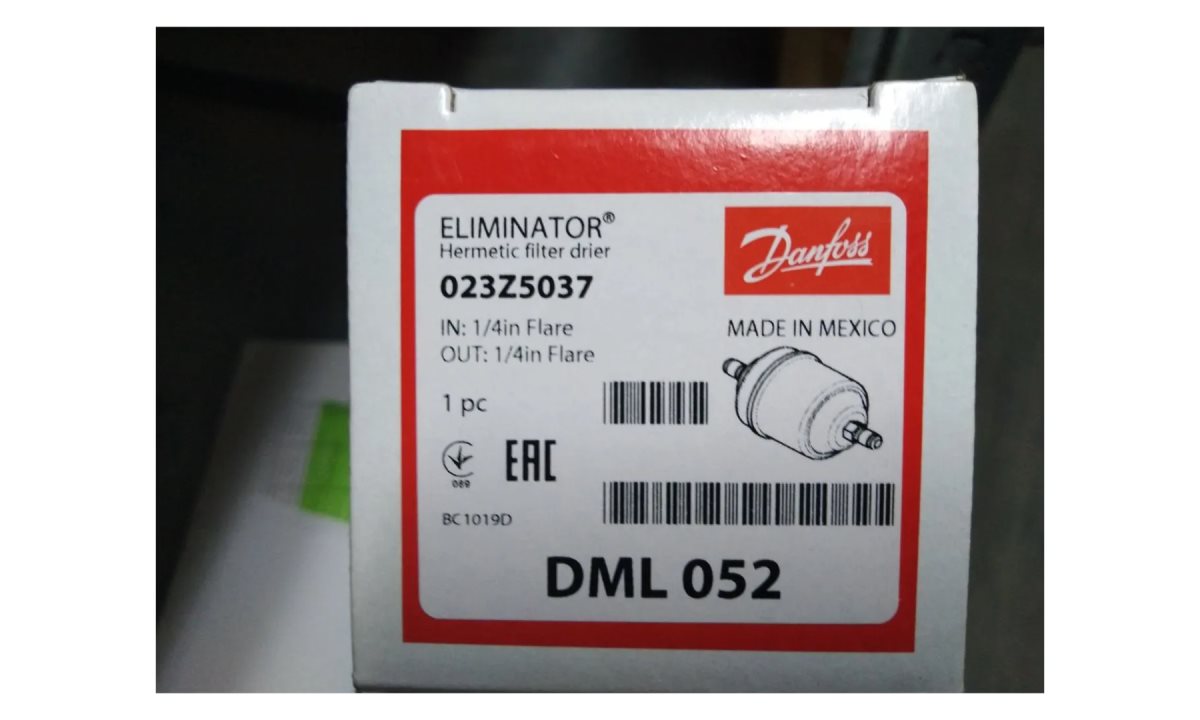 ELIMINATOR®
Hermetic filter drier
023Z5037
IN: 1/4in Flare
OUT: 1/4in Flare
1 pc
Danfoss
MADE IN MEXICO
089
EAC
BC1019D
DML 052